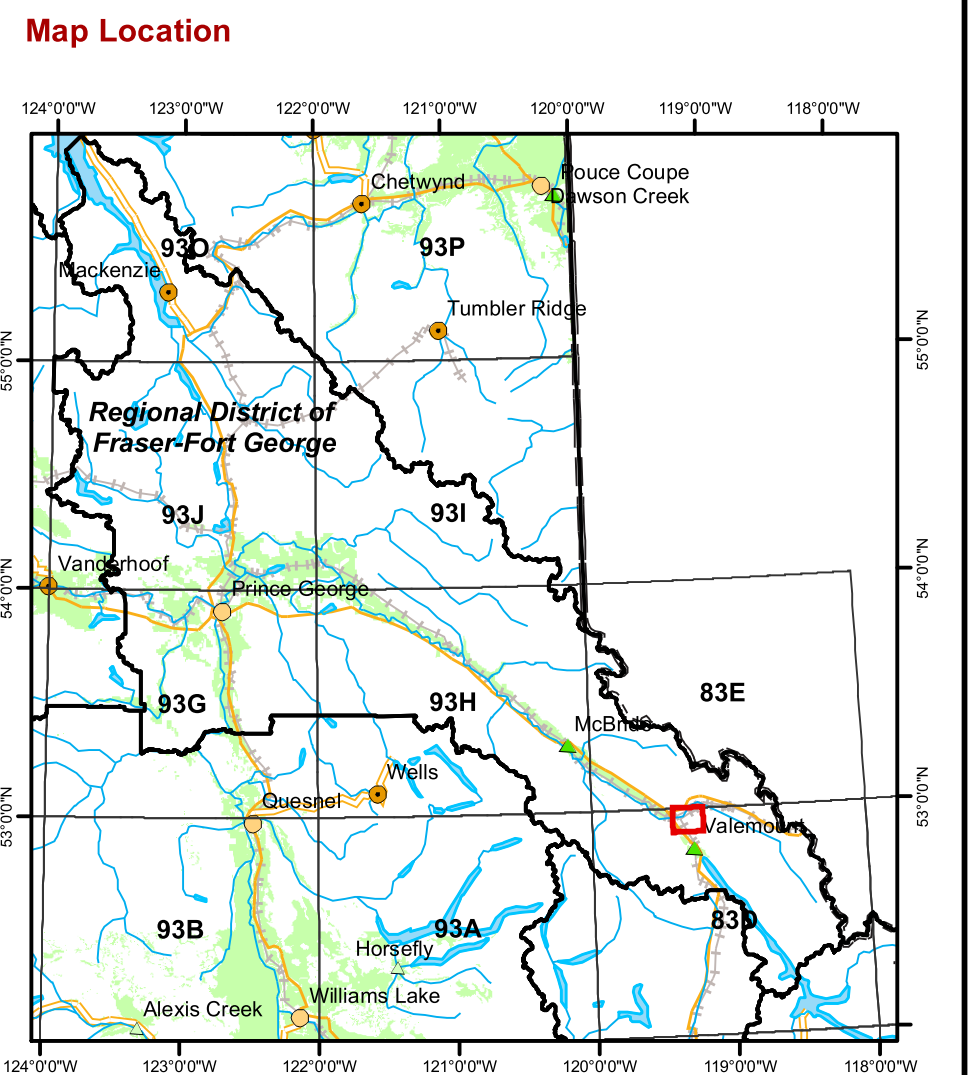 Map Location
124°0'0"W 123°0'0"W 122°0'0"W 121°0'0"W 120°0'0"W 119°0'0"W 118°0'0"W
Pouce Coupe
Chetwynd
Dawson Creek
93O
93P
Mackenzie
Tumbler Ridge
55°0'0"N
55°0'0"N
Regional District of
Fraser-Fort George
93J
93I
Vanderhoof
54°0'0"N
54°0'0"N
Prince George
93G
93H
83E
McBride
Wells
Quesnel
53°0'0"N
53°0'0"N
Valemount
93B
93A
83D
Horsefly
Williams Lake
Alexis Creek
124°0'0"W 123°0'0"W 122°0'0"W 121°0'0"W 120°0'0"W 119°0'0"W 118°0'0"W